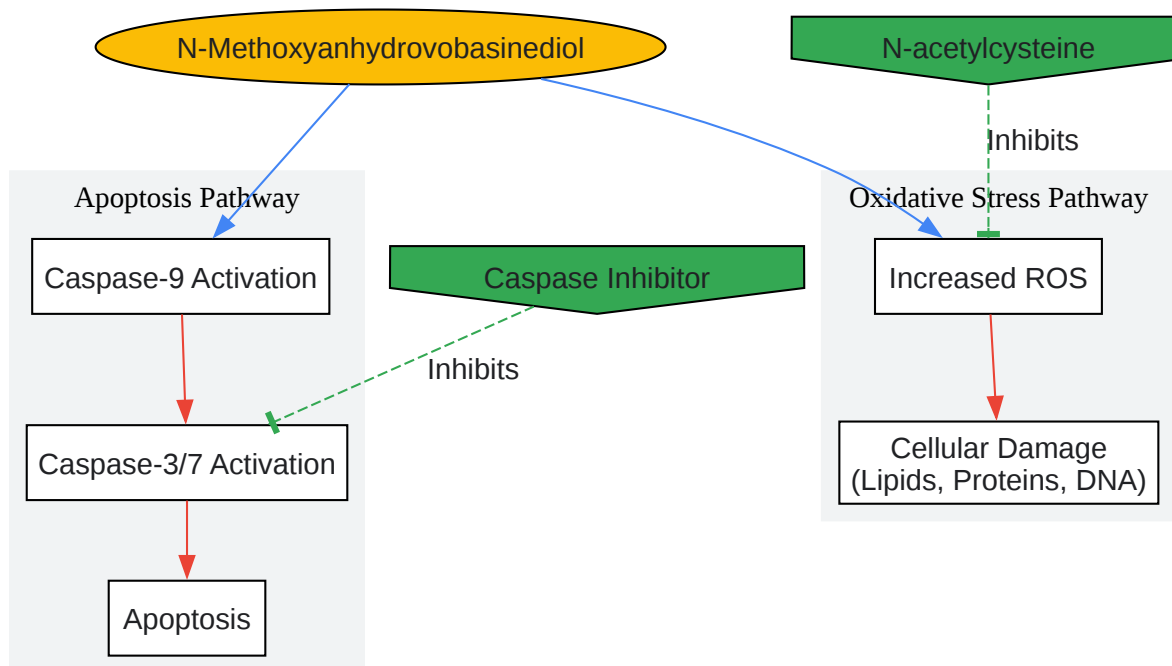 N-Methoxyanhydrovobasinediol
N-acetylcysteine
Inhibits
Apoptosis Pathway
Oxidative Stress Pathway
Caspase-9 Activation
Caspase Inhibitor
Increased ROS
Inhibits
Caspase-3/7 Activation
Cellular Damage
(Lipids, Proteins, DNA)
Apoptosis